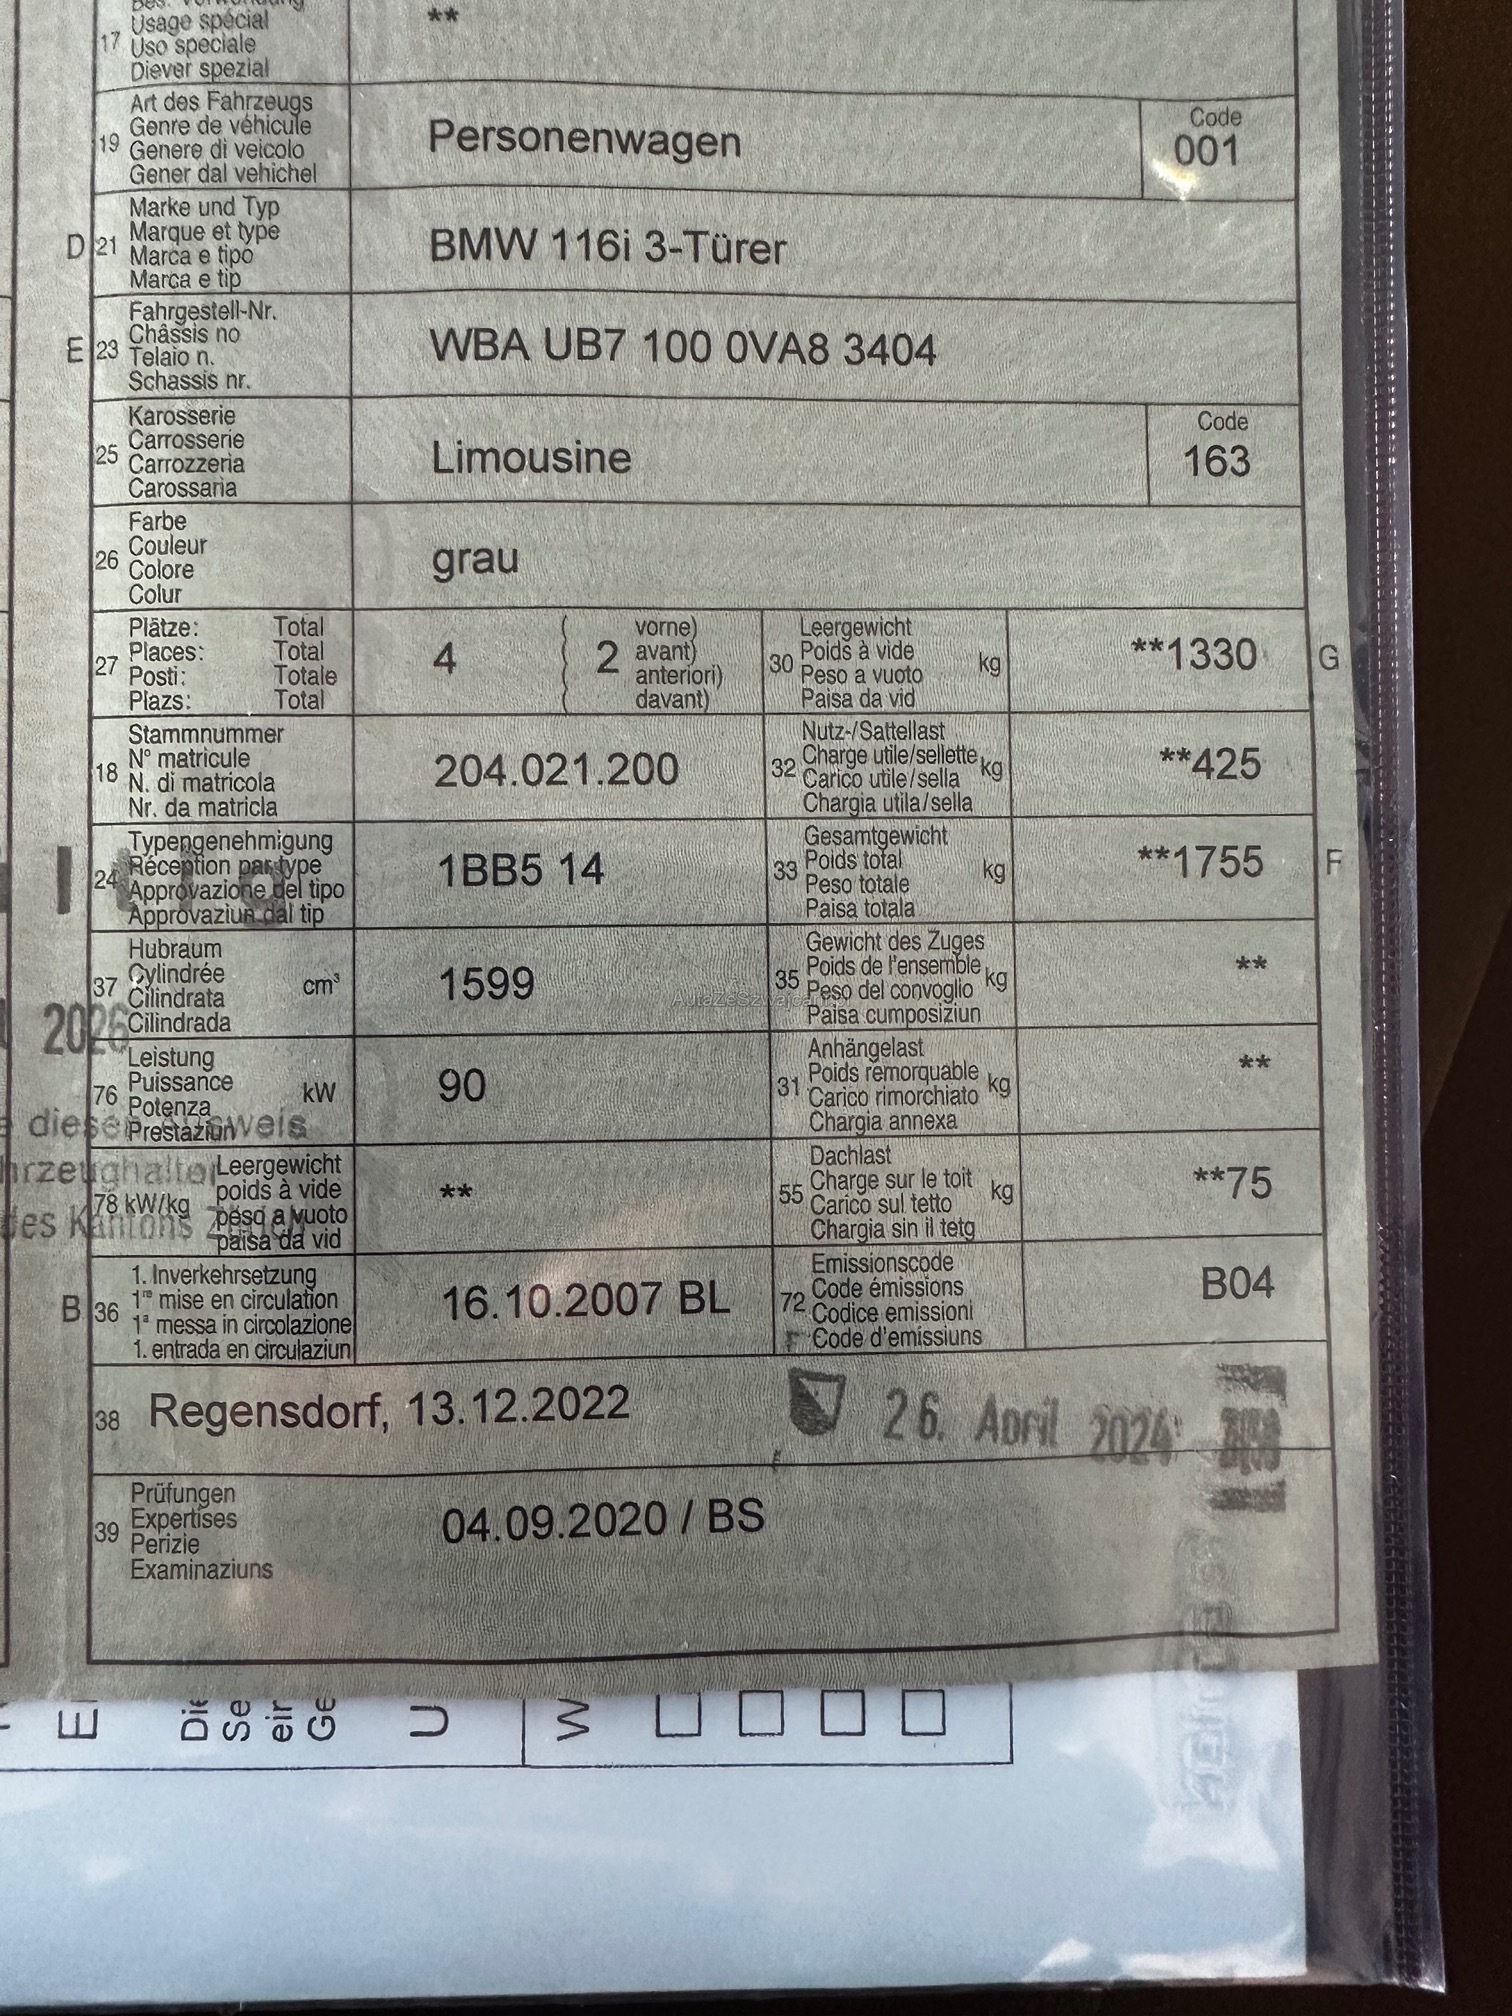 Usage spécial
17 Uso speciale
Diever spezial
**
Art des Fahrzeugs
Genre de véhicule
19 Genere di veicolo
Gener dal vehichel
Personenwagen
Code
001
Marke und Typ
D 21 Marque et type
Marca e tipo
Marca e tip
BMW 116i 3-Türer
Fahrgestell-Nr.
E 23 Châssis no
Telaio n.
Schassis nr.
WBA UB7 100 0VA8 3404
Karosserie
Carrosserie
25 Carrozzeria
Carossaria
Limousine
Code
163
Farbe
Couleur
26 Colore
Colur
grau
Plätze: Total
Places: Total
27 Posti: Totale
Plazs: Total
4 ( 2 vorne)
avant)
anteriori)
davant)
Leergewicht
30 Poids à vide kg
Peso a vuoto
Paisa da vid
**1330 G
Stammnummer
N° matricule
18 N. di matricola
Nr. da matricla
204.021.200
Nutz-/Sattellast
32 Charge utile/sellette kg
Carico utile/sella
Chargia utila/sella
**425
Typengenehmigung
24 Réception par type
Approvazione del tipo
Approvaziun dal tip
1BB5 14
Gesamtgewicht
33 Poids total kg
Peso totale
Paisa totala
**1755 F
Hubraum
37 Cylindrée cm³
Cilindrata
Cilindrada
1599
Gewicht des Zuges
35 Poids de l'ensemble kg
Peso del convoglio
Paisa cumposiziun
**
2026
Leistung
76 Puissance kW
Potenza
Prestaziun
90
Anhängelast
31 Poids remorquable kg
Carico rimorchiato
Chargia annexa
**
diesen Ausweis
hrzeughalter
des Kantons Zürich
78 kW/kg Leergewicht
poids à vide
peso a vuoto
paisa da vid
**
Dachlast
55 Charge sur le toit kg
Carico sul tetto
Chargia sin il tetg
**75
1. Inverkehrsetzung
B 36 1re mise en circulation
1a messa in circolazione
1. entrada en circulaziun
16.10.2007 BL
Emissionscode
72 Code émissions
Codice emissioni
Code d'emissiuns
B04
38 Regensdorf, 13.12.2022
26. April 2024
Prüfungen
39 Expertises
Perizie
Examinaziuns
04.09.2020 / BS
U
W